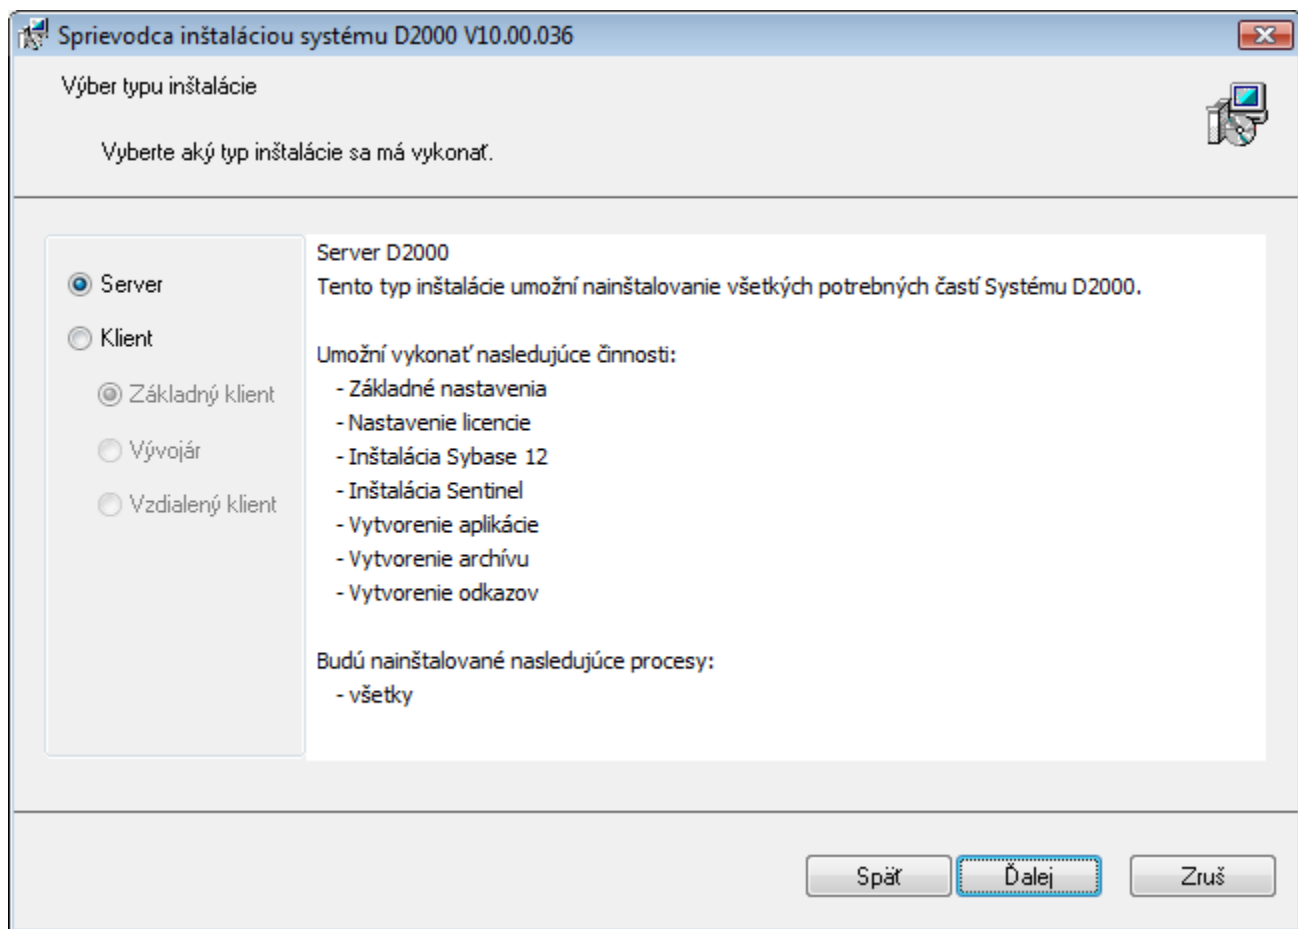 Sprievodca inštaláciou systému D2000 V10.00.036
Výber typu inštalácie
Vyberte aký typ inštalácie sa má vykonať.
Server
Klient
Základný klient
Vývojár
Vzdialený klient
Server D2000
Tento typ inštalácie umožní nainštalovanie všetkých potrebných častí Systému D2000.
Umožní vykonať nasledujúce činnosti:
- Základné nastavenia
- Nastavenie licencie
- Inštalácia Sybase 12
- Inštalácia Sentinel
- Vytvorenie aplikácie
- Vytvorenie archívu
- Vytvorenie odkazov
Budú nainštalované nasledujúce procesy:
- všetky
Späť
Ďalej
Zruš